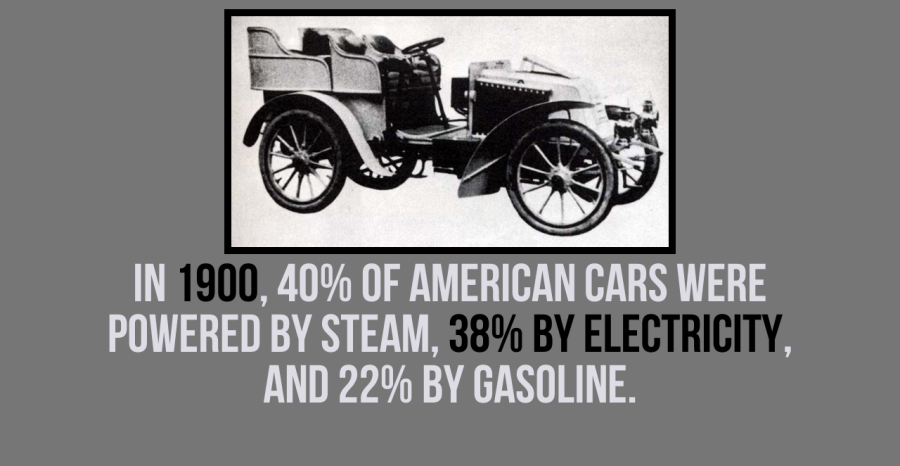 IN 1900, 40% OF AMERICAN CARS WERE
POWERED BY STEAM, 38% BY ELECTRICITY,
AND 22% BY GASOLINE.